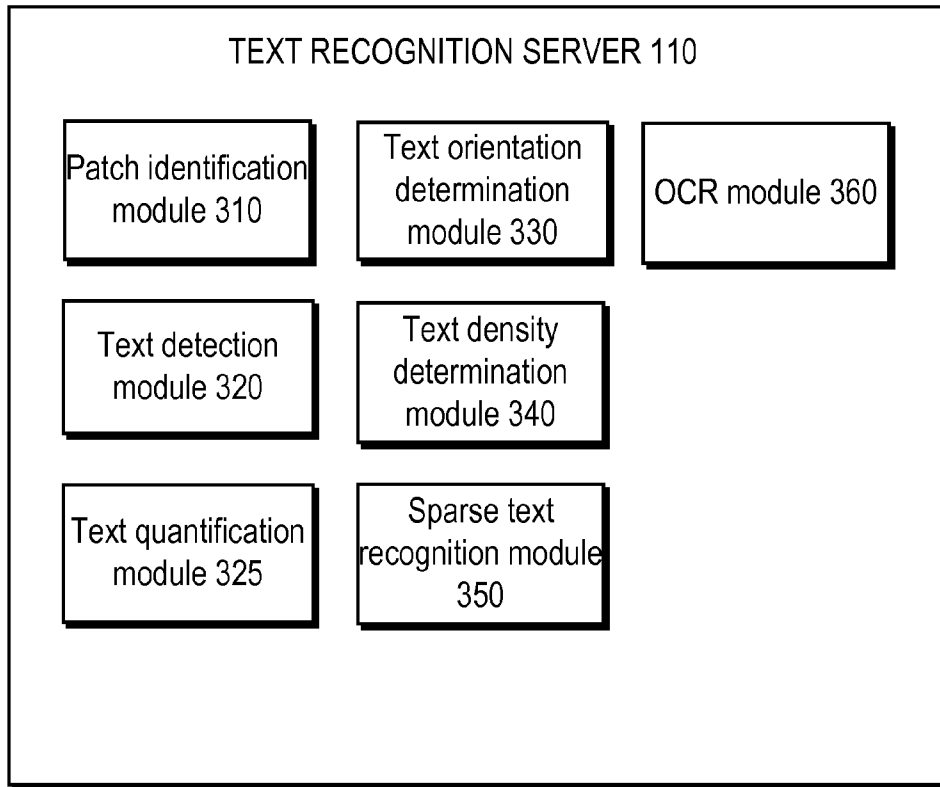 TEXT RECOGNITION SERVER 110
Patch identification
module 310
Text orientation
determination
module 330
OCR module 360
Text detection
module 320
Text density
determination
module 340
Text quantification
module 325
Sparse text
recognition module
350